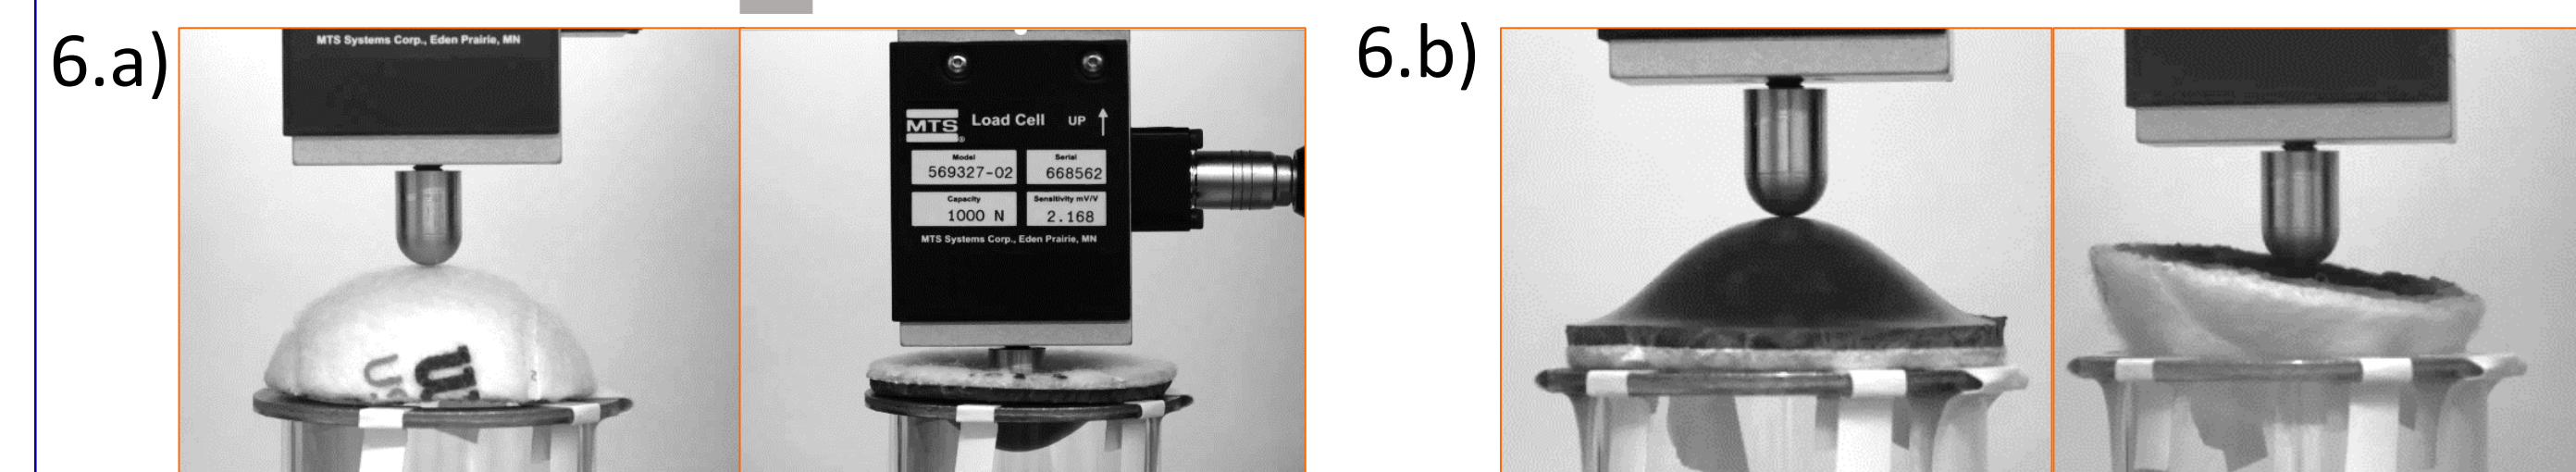 6.a)
MTS Systems Corp., Eden Prairie, MN
MTS Load Cell UP
Model Serial
569327-02 668562
Capacity Sensitivity mV/V
1000 N 2.168
MTS Systems Corp., Eden Prairie, MN
6.b)